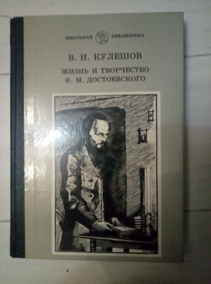 ШКОЛЬНАЯ БИБЛИОТЕКА
В. И. КУЛЕШОВ
ЖИЗНЬ И ТВОРЧЕСТВО
Ф. М. ДОСТОЕВСКОГО